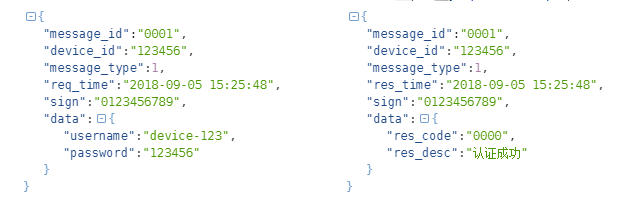 {
"message_id":"0001",
"device_id":"123456",
"message_type":1,
"req_time":"2018-09-05 15:25:48",
"sign":"0123456789",
"data":{
"username":"device-123",
"password":"123456"
}
}
{
"message_id":"0001",
"device_id":"123456",
"message_type":1,
"res_time":"2018-09-05 15:25:48",
"sign":"0123456789",
"data":{
"res_code":"0000",
"res_desc":"认证成功"
}
}